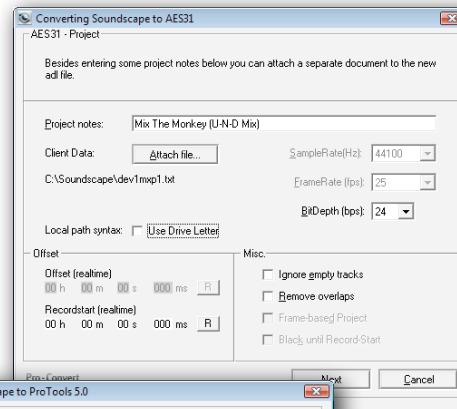 Converting Soundscape to AES31
AES31 - Project
Besides entering some project notes below you can attach a separate document to the new
adl file.
Project notes: Mix The Monkey (U-N-D Mix)
Client Data: Attach file... SampleRate(Hz): 44100
C:\Soundscape\dev1mxp1.txt FrameRate (fps): 25
BitDepth (bps): 24
Local path syntax: Use Drive Letter
Offset Misc.
Offset (realtime) Ignore empty tracks
00 h 00 m 00 s 000 ms R Remove overlaps
Recordstart (realtime) Frame-based Project
00 h 00 m 00 s 000 ms R Black until Record-Start
Pro-Convert Next Cancel
ape to ProTools 5.0